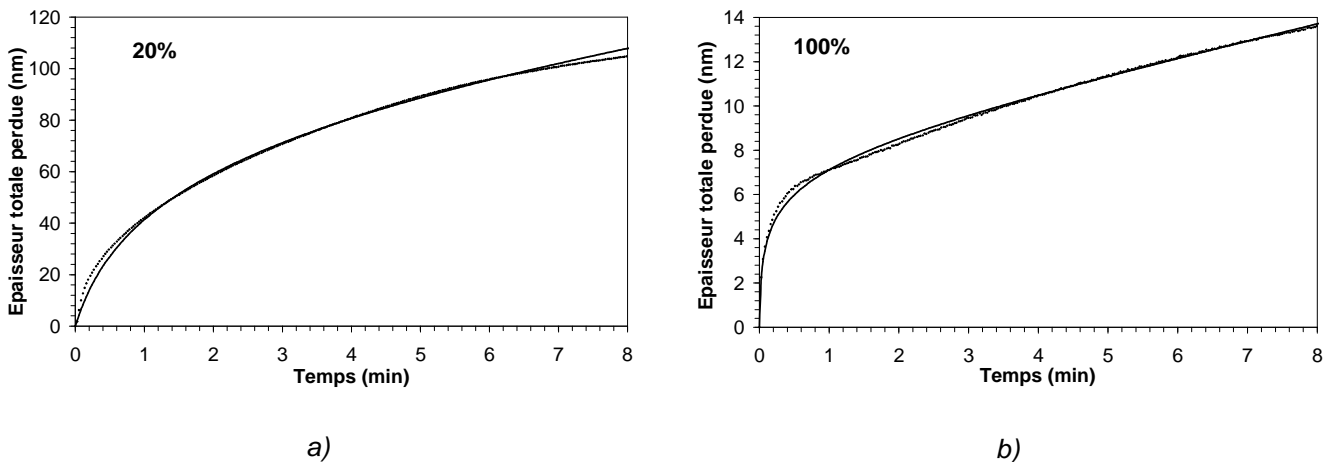 120
100
80
60
40
20
0
Epaisseur totale perdue (nm)
20%
0 1 2 3 4 5 6 7 8
Temps (min)
a)
14
12
10
8
6
4
2
0
Epaisseur totale perdue (nm)
100%
0 1 2 3 4 5 6 7 8
Temps (min)
b)